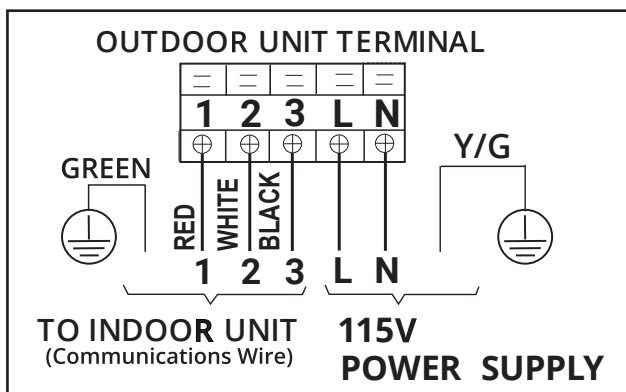 OUTDOOR UNIT TERMINAL
1 2 3 L N
GREEN
Y/G
RED
WHITE
BLACK
1 2 3 L N
TO INDOOR UNIT
(Communications Wire)
115V
POWER SUPPLY